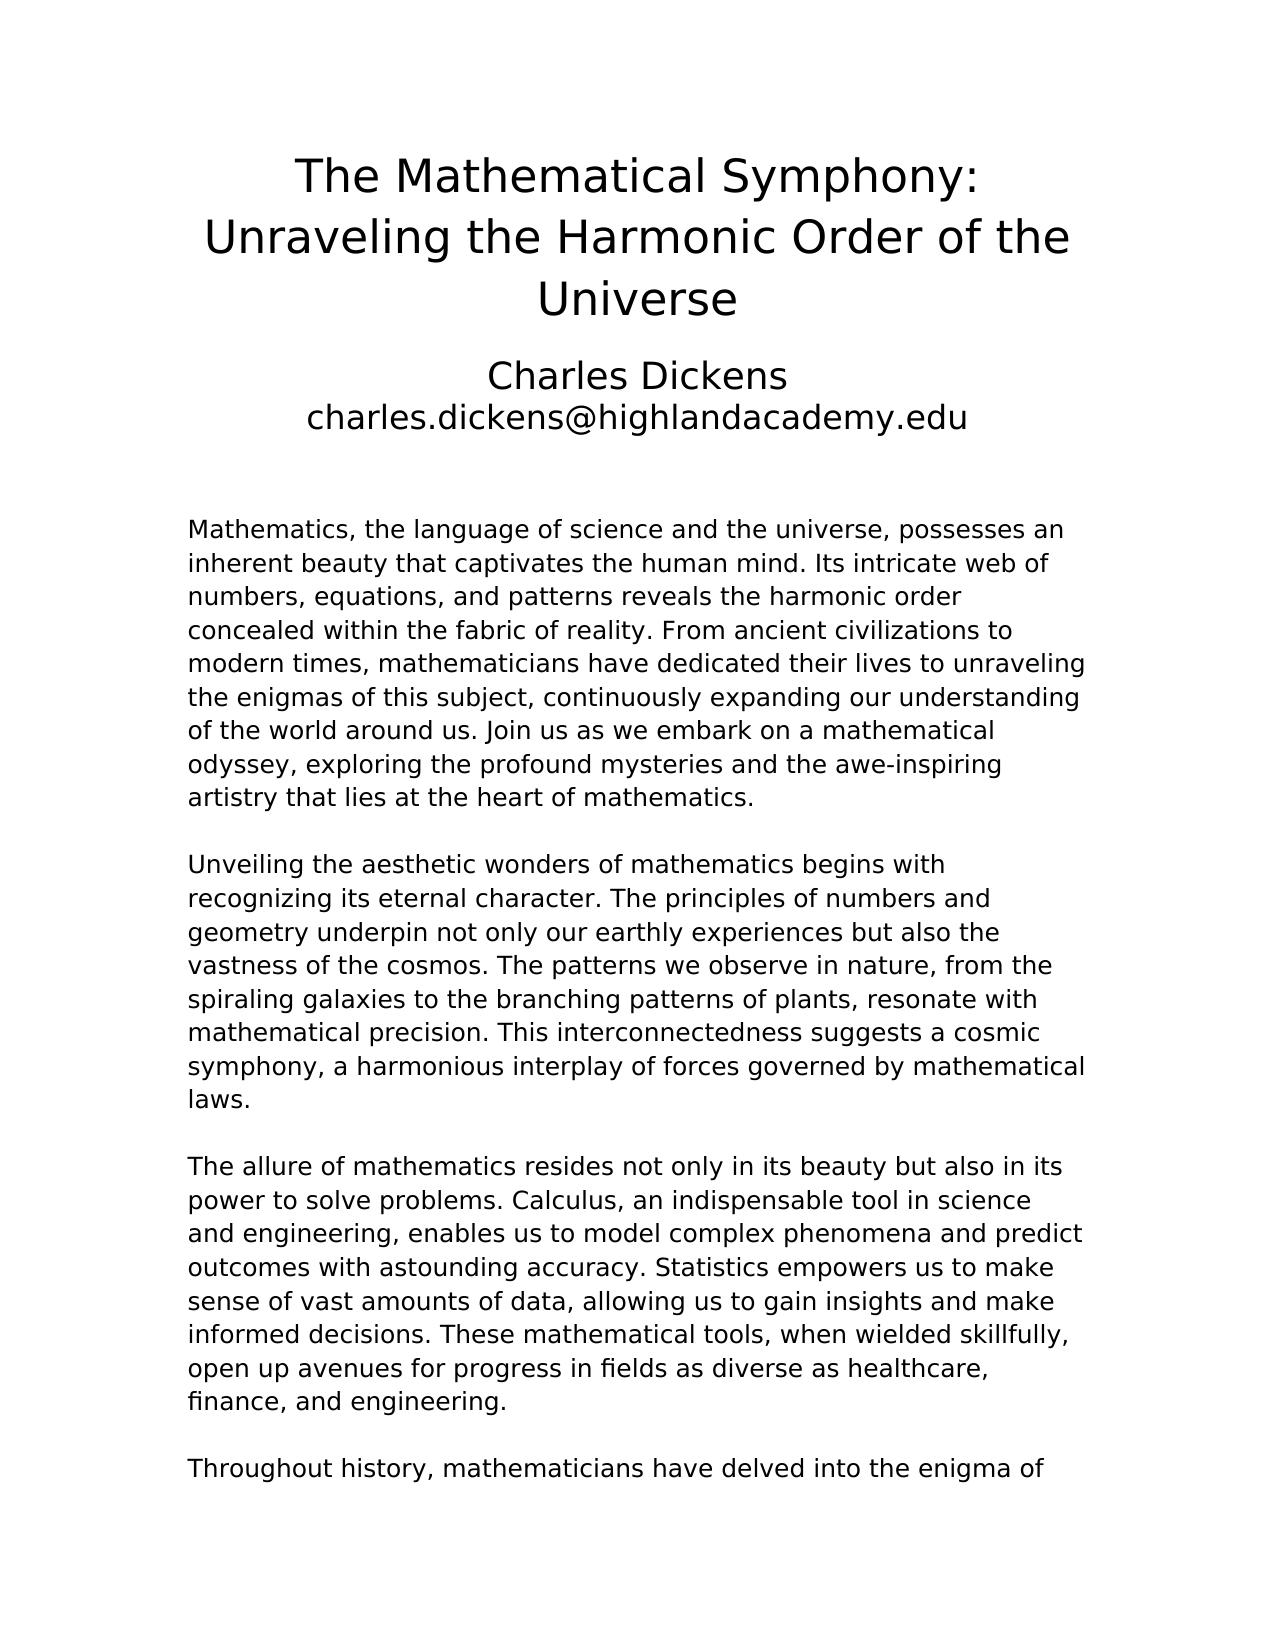 The Mathematical Symphony:
Unraveling the Harmonic Order of the
Universe
Charles Dickens
charles.dickens@highlandacademy.edu
Mathematics, the language of science and the universe, possesses an
inherent beauty that captivates the human mind. Its intricate web of
numbers, equations, and patterns reveals the harmonic order
concealed within the fabric of reality. From ancient civilizations to
modern times, mathematicians have dedicated their lives to unraveling
the enigmas of this subject, continuously expanding our understanding
of the world around us. Join us as we embark on a mathematical
odyssey, exploring the profound mysteries and the awe-inspiring
artistry that lies at the heart of mathematics.
Unveiling the aesthetic wonders of mathematics begins with
recognizing its eternal character. The principles of numbers and
geometry underpin not only our earthly experiences but also the
vastness of the cosmos. The patterns we observe in nature, from the
spiraling galaxies to the branching patterns of plants, resonate with
mathematical precision. This interconnectedness suggests a cosmic
symphony, a harmonious interplay of forces governed by mathematical
laws.
The allure of mathematics resides not only in its beauty but also in its
power to solve problems. Calculus, an indispensable tool in science
and engineering, enables us to model complex phenomena and predict
outcomes with astounding accuracy. Statistics empowers us to make
sense of vast amounts of data, allowing us to gain insights and make
informed decisions. These mathematical tools, when wielded skillfully,
open up avenues for progress in fields as diverse as healthcare,
finance, and engineering.
Throughout history, mathematicians have delved into the enigma of